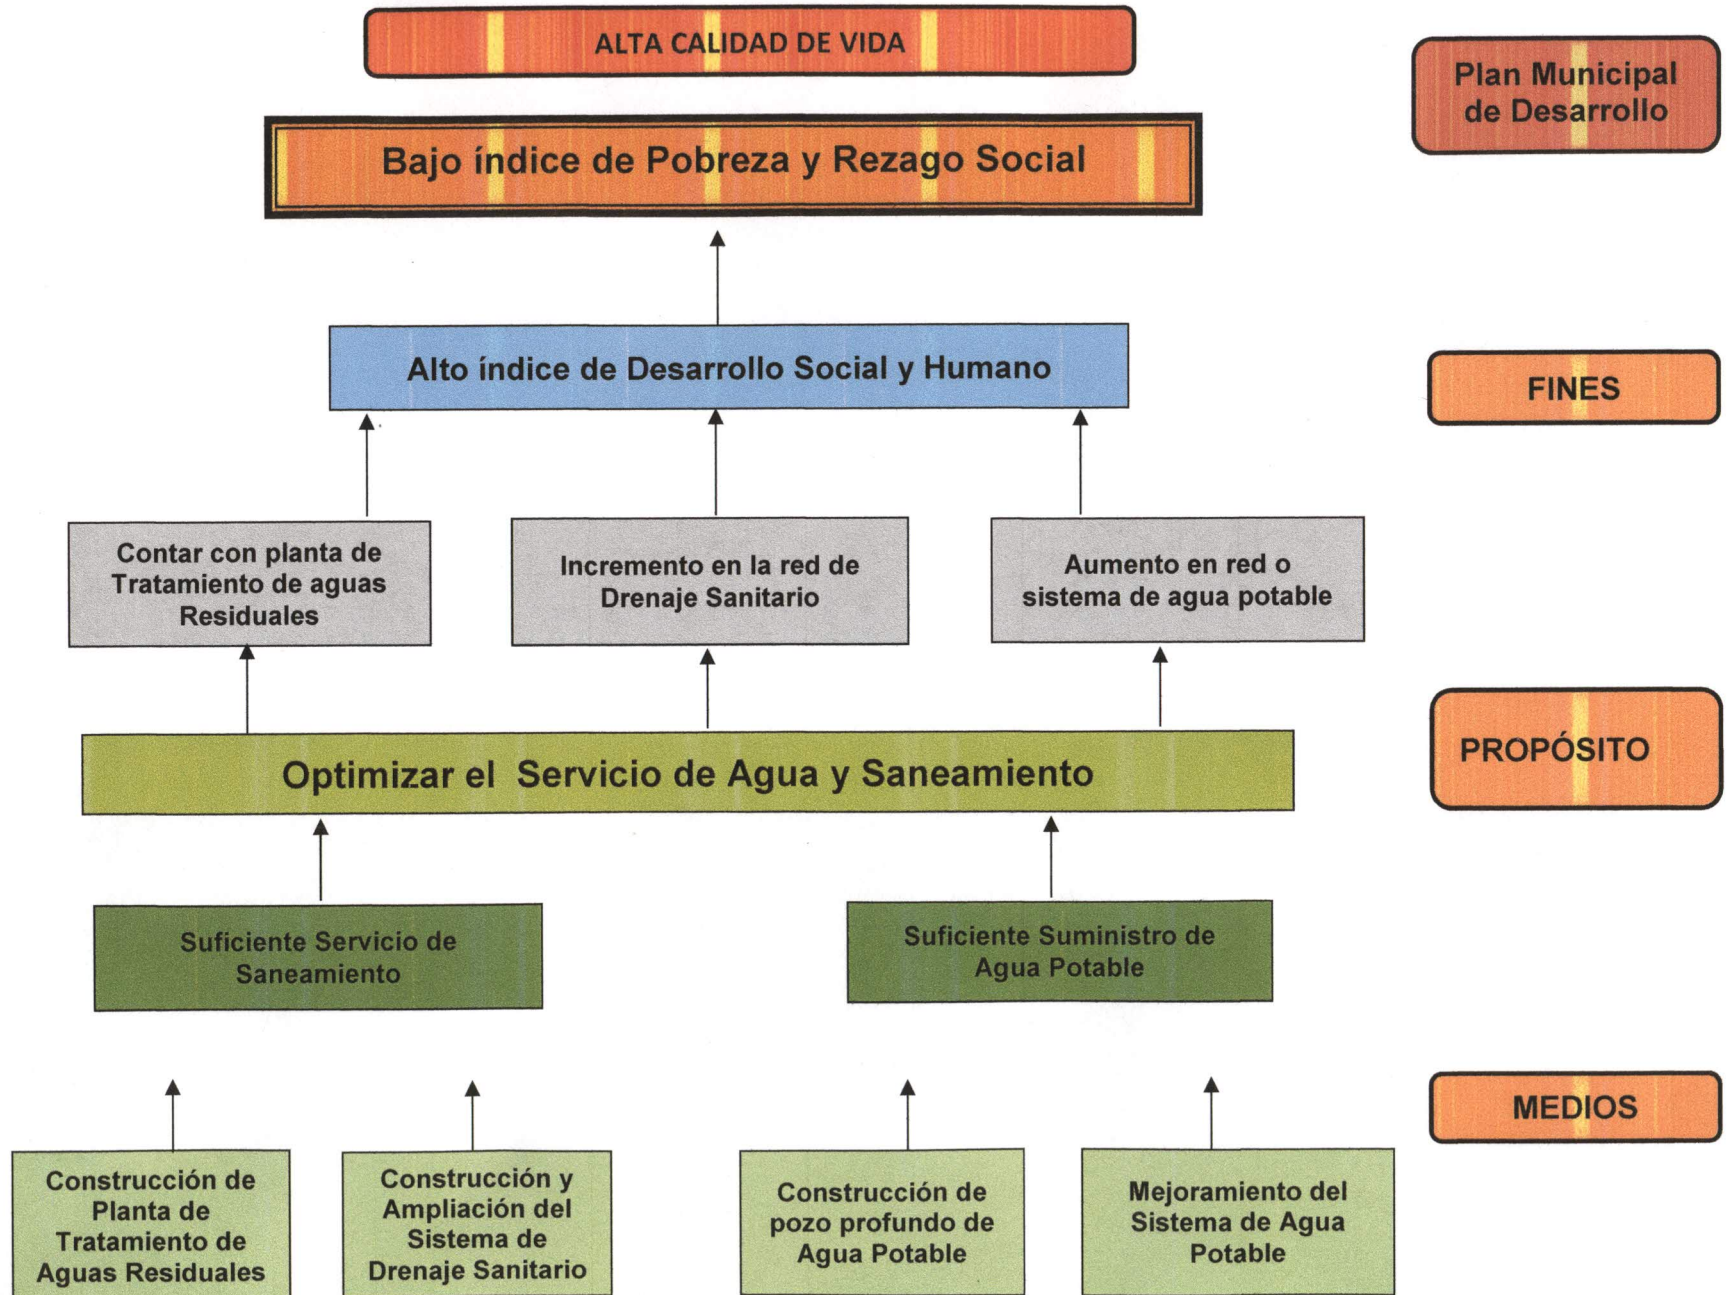 ALTA CALIDAD DE VIDA
Plan Municipal
de Desarrollo
Bajo índice de Pobreza y Rezago Social
Alto índice de Desarrollo Social y Humano
FINES
Contar con planta de
Tratamiento de aguas
Residuales
Incremento en la red de
Drenaje Sanitario
Aumento en red o
sistema de agua potable
Optimizar el Servicio de Agua y Saneamiento
PROPÓSITO
Suficiente Servicio de
Saneamiento
Suficiente Suministro de
Agua Potable
MEDIOS
Construcción de
Planta de
Tratamiento de
Aguas Residuales
Construcción y
Ampliación del
Sistema de
Drenaje Sanitario
Construcción de
pozo profundo de
Agua Potable
Mejoramiento del
Sistema de Agua
Potable